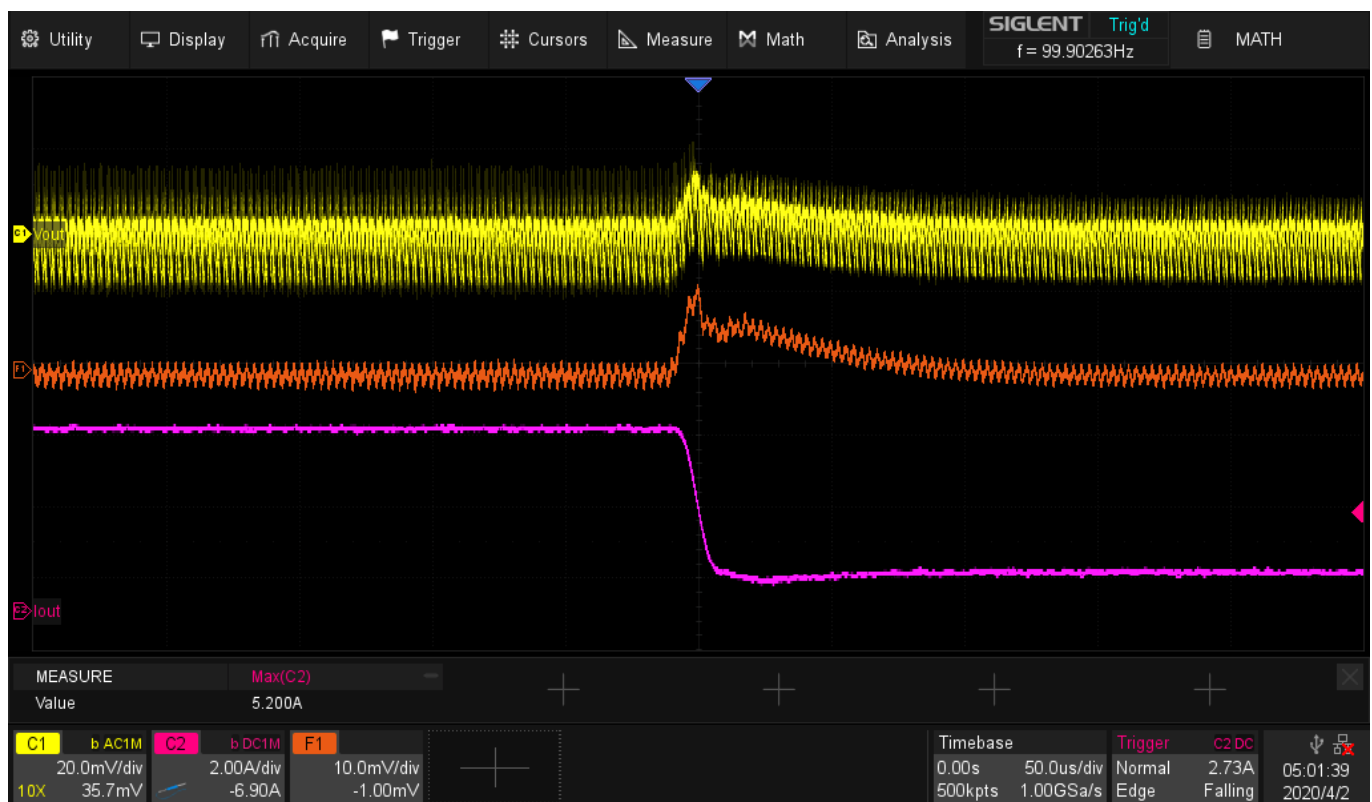 Utility Display Acquire Trigger Cursors Measure Math Analysis SIGLENT Trig'd MATH
f = 99.90263Hz
C1 Vout
F1
C2 Iout
MEASURE Max(C2)
Value 5.200A
C1 b AC1M C2 b DC1M F1 Timebase Trigger C2 DC
20.0mV/div 2.00A/div 10.0mV/div 0.00s 50.0us/div Normal 2.73A 05:01:39
10X 35.7mV -6.90A -1.00mV 500kpts 1.00GSa/s Edge Falling 2020/4/2